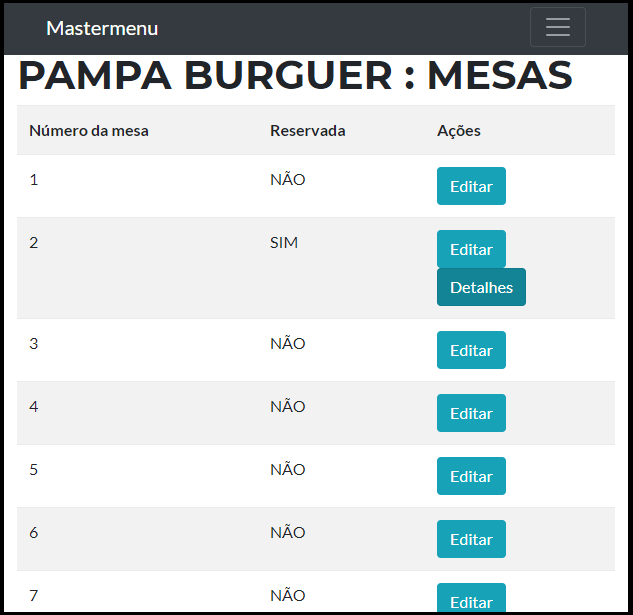 Mastermenu
PAMPA BURGUER : MESAS
Número da mesa Reservada Ações
1 NÃO Editar
2 SIM Editar
Detalhes
3 NÃO Editar
4 NÃO Editar
5 NÃO Editar
6 NÃO Editar
7 NÃO Editar